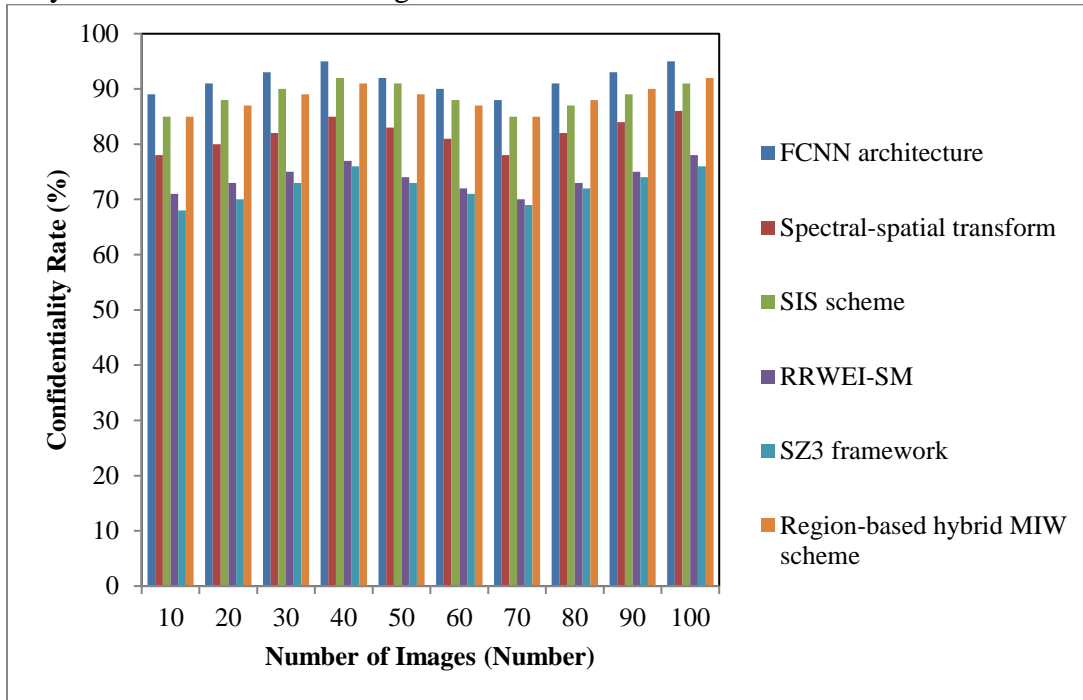 100
90
80
70
60
50
40
30
20
10
0
Confidentiality Rate (%)
10 20 30 40 50 60 70 80 90 100
Number of Images (Number)
FCNN architecture
Spectral-spatial transform
SIS scheme
RRWEI-SM
SZ3 framework
Region-based hybrid MIW
scheme